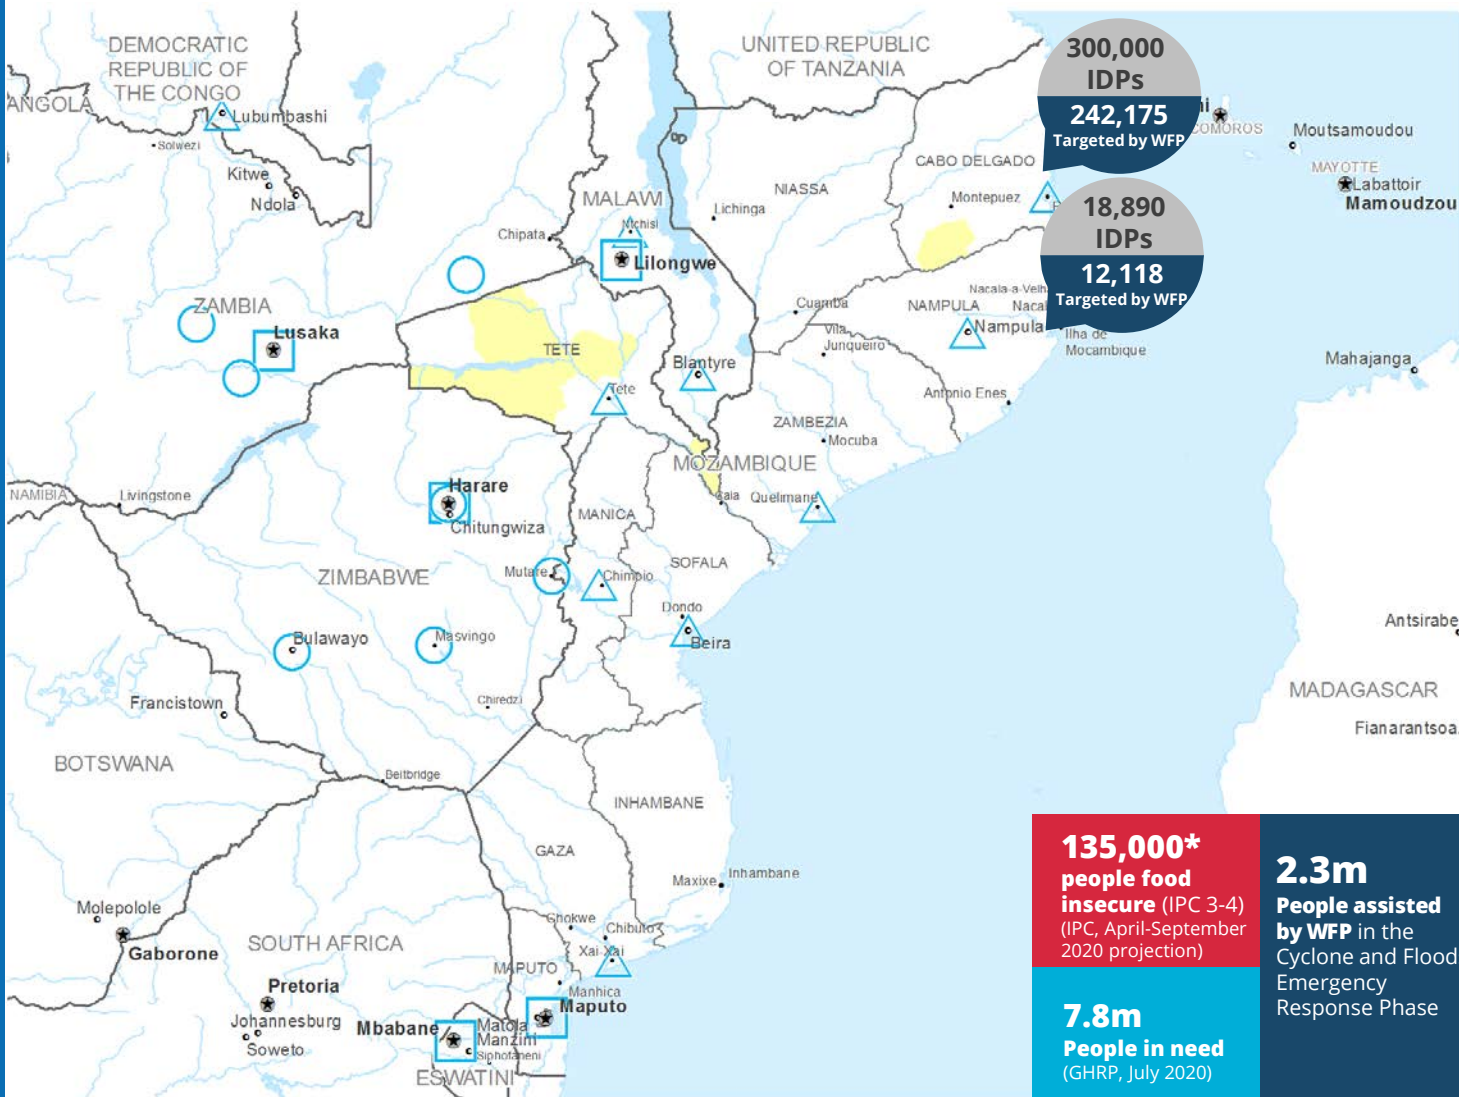 DEMOCRATIC
REPUBLIC OF
THE CONGO
UNITED REPUBLIC
OF TANZANIA
300,000
IDPs
242,175
Targeted by WFP
ANGOLA
Lubumbashi
Solwezi
COMOROS
Moutsamoudou
MAYOTTE
Labattoir
Mamoudzou
Kitwe
Ndola
CABO DELGADO
Montepuez
NIASSA
Lichinga
MALAWI
Ntchisi
Chipata
Lilongwe
18,890
IDPs
12,118
Targeted by WFP
ZAMBIA
Lusaka
Cuamba
NAMPULA
Nampula
Ilha de
Mocambique
Vila
Junqueiro
TETE
Tete
Blantyre
Mahajanga
Antonio Enes
ZAMBEZIA
Mocuba
MOZAMBIQUE
Caia
Quelimane
NAMIBIA
Livingstone
Harare
Chitungwiza
MANICA
SOFALA
ZIMBABWE
Mutare
Chimoio
Dondo
Beira
Bulawayo
Masvingo
Chiredzi
Francistown
Antsirabe
MADAGASCAR
Fianarantsoa
BOTSWANA
Beitbridge
INHAMBANE
GAZA
Maxixe
Inhambane
Molepolole
Gaborone
SOUTH AFRICA
Chokwe
Chibuto
Xai-Xai
MAPUTO
Manhica
Maputo
Pretoria
Johannesburg
Soweto
Mbabane
Matola
Manzini
Siphofaneni
ESWATINI
135,000*
people food
insecure (IPC 3-4)
(IPC, April-September
2020 projection)
7.8m
People in need
(GHRP, July 2020)
2.3m
People assisted
by WFP in the
Cyclone and Flood
Emergency
Response Phase